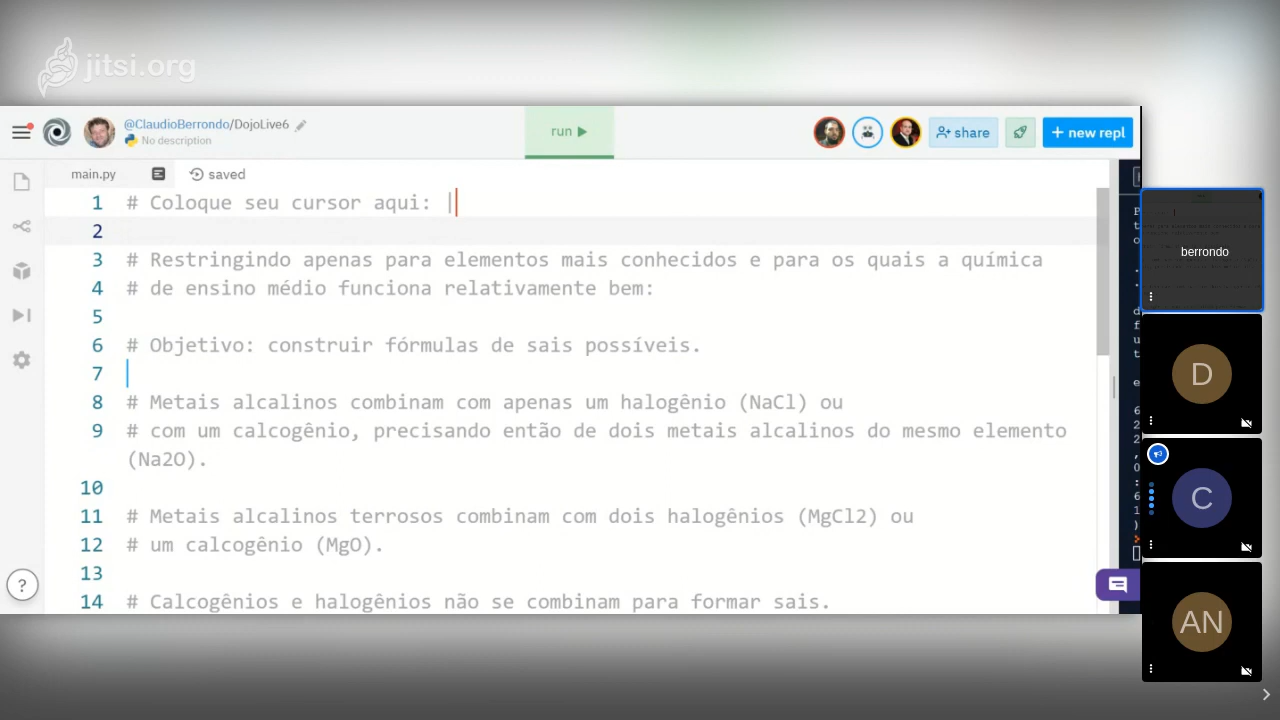 jitsi.org
@ClaudioBerrondo/DojoLive6
No description
run
share
+ new repl
main.py
saved
1 # Coloque seu cursor aqui: |
2
3 # Restringindo apenas para elementos mais conhecidos e para os quais a química
4 # de ensino médio funciona relativamente bem:
5
6 # Objetivo: construir fórmulas de sais possíveis.
7
8 # Metais alcalinos combinam com apenas um halogênio (NaCl) ou
9 # com um calcogênio, precisando então de dois metais alcalinos do mesmo elemento
(Na2O).
10
11 # Metais alcalinos terrosos combinam com dois halogênios (MgCl2) ou
12 # um calcogênio (MgO).
13
14 # Calcogênios e halogênios não se combinam para formar sais.
?
berrondo
D
C
AN